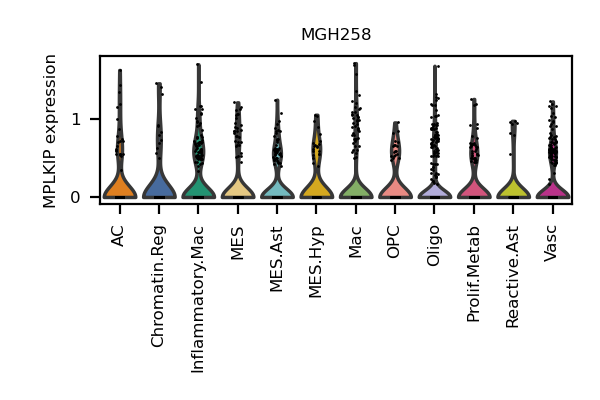 MGH258
MPLKIP expression
1
0
AC
Chromatin.Reg
Inflammatory.Mac
MES
MES.Ast
MES.Hyp
Mac
OPC
Oligo
Prolif.Metab
Reactive.Ast
Vasc